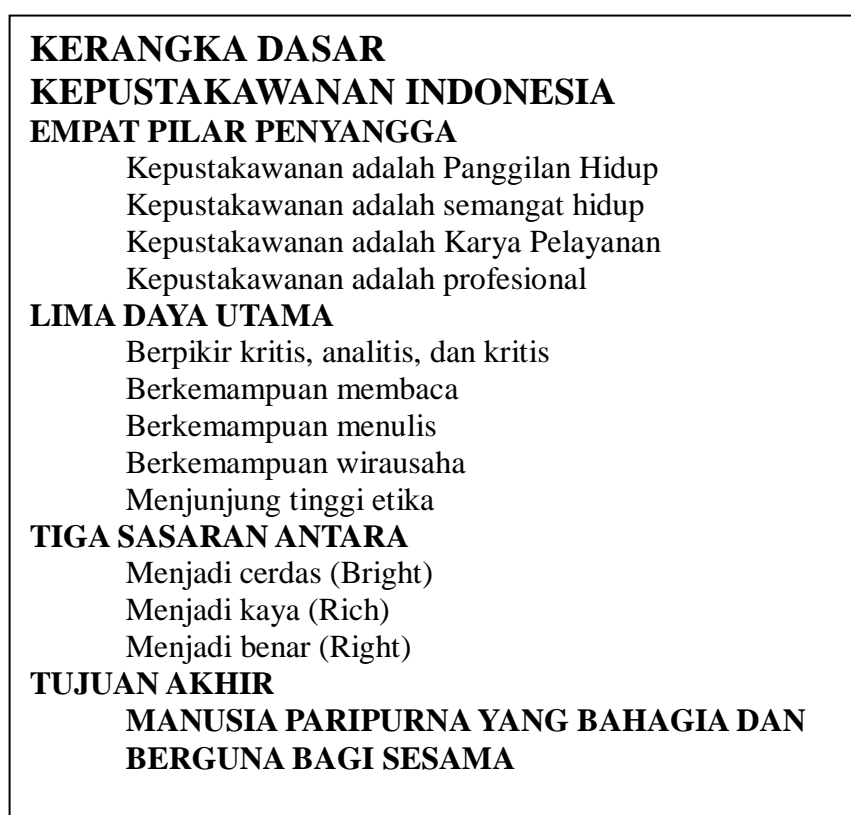 KERANGKA DASAR
KEPUSTAKAWANAN INDONESIA
EMPAT PILAR PENYANGGA
Kepustakawanan adalah Panggilan Hidup
Kepustakawanan adalah semangat hidup
Kepustakawanan adalah Karya Pelayanan
Kepustakawanan adalah profesional
LIMA DAYA UTAMA
Berpikir kritis, analitis, dan kritis
Berkemampuan membaca
Berkemampuan menulis
Berkemampuan wirausaha
Menjunjung tinggi etika
TIGA SASARAN ANTARA
Menjadi cerdas (Bright)
Menjadi kaya (Rich)
Menjadi benar (Right)
TUJUAN AKHIR
MANUSIA PARIPURNA YANG BAHAGIA DAN
BERGUNA BAGI SESAMA